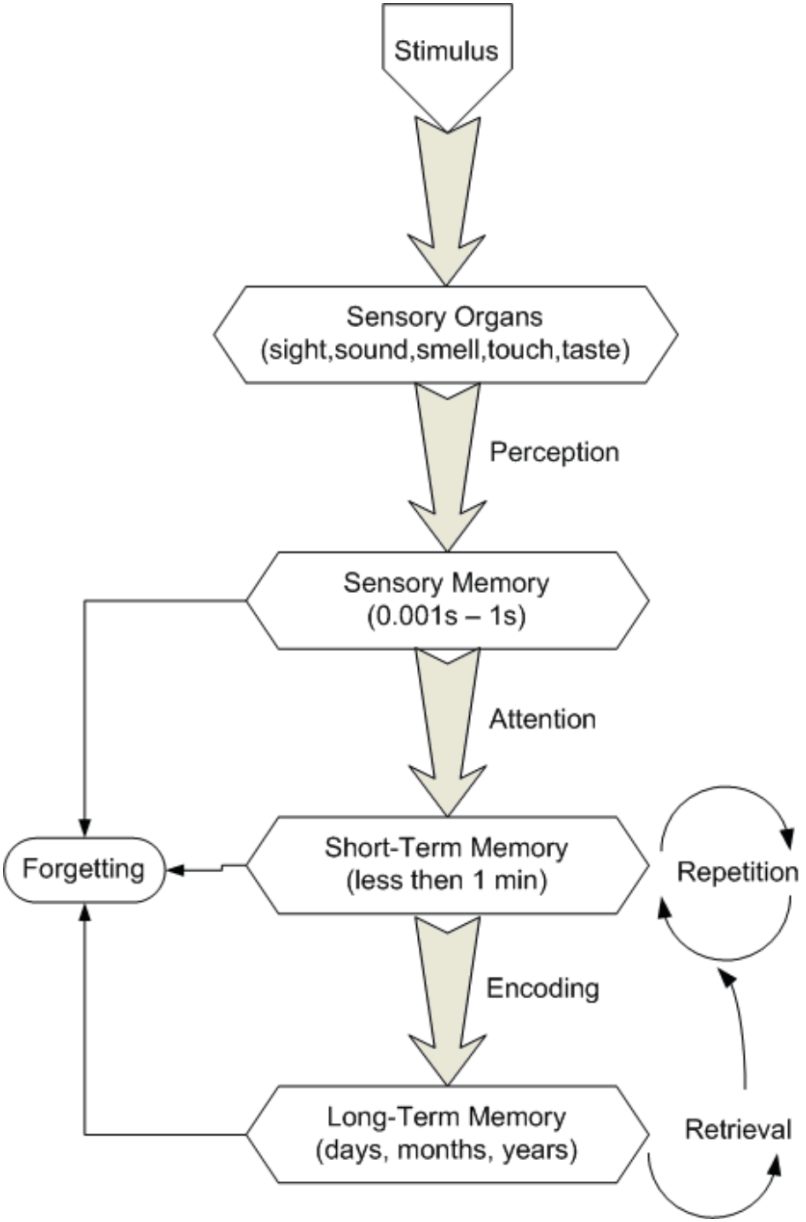 Stimulus
Sensory Organs
(sight,sound,smell,touch,taste)
Perception
Sensory Memory
(0.001s – 1s)
Attention
Short-Term Memory
(less then 1 min)
Forgetting
Repetition
Encoding
Long-Term Memory
(days, months, years)
Retrieval